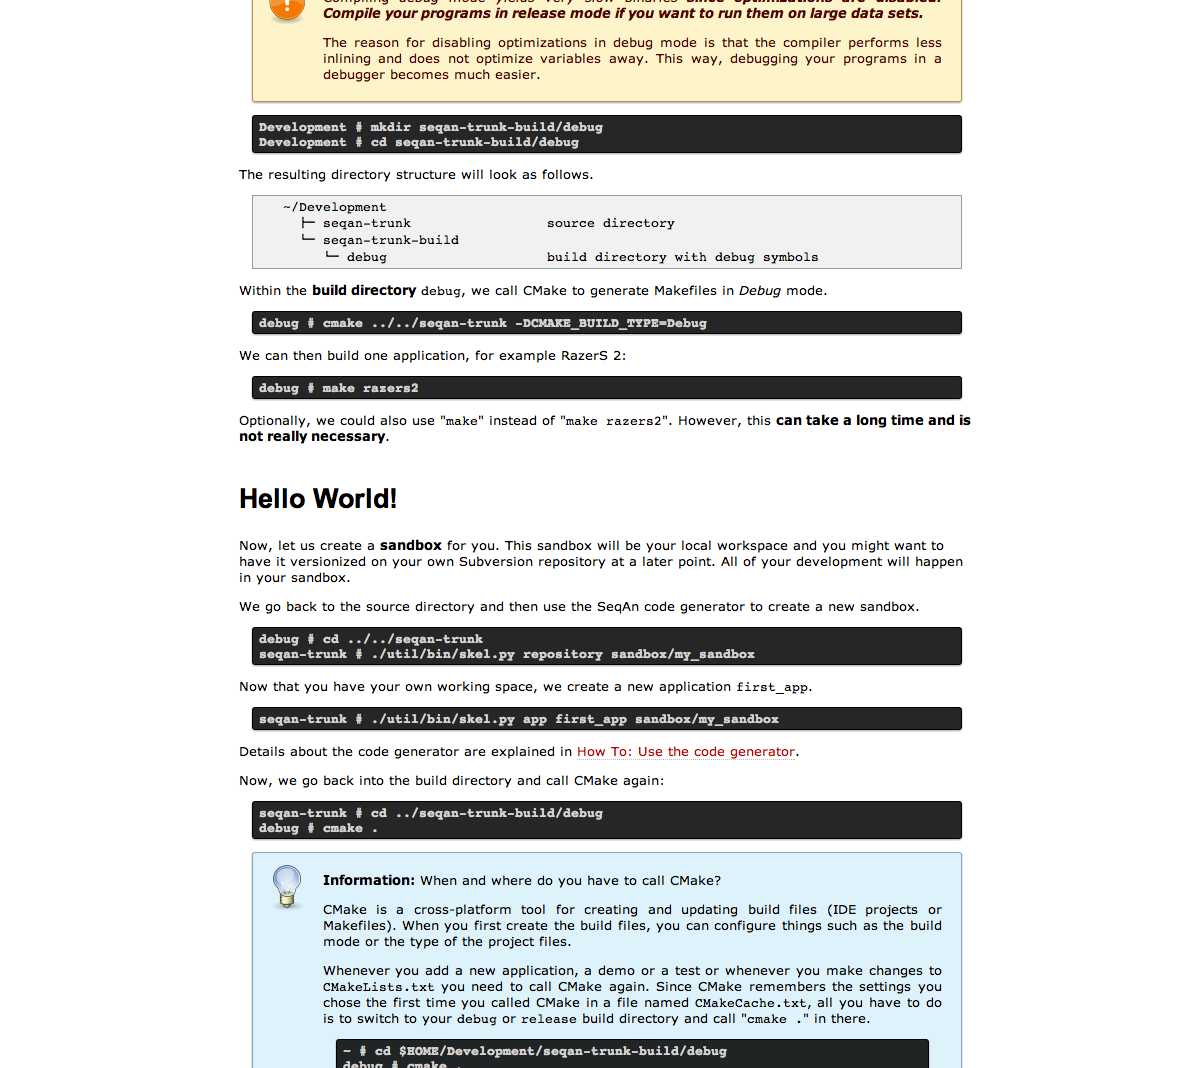 Compiling debug mode yields very slow binaries since optimizations are disabled.
Compile your programs in release mode if you want to run them on large data sets.
The reason for disabling optimizations in debug mode is that the compiler performs less
inlining and does not optimize variables away. This way, debugging your programs in a
debugger becomes much easier.
Development # mkdir seqan-trunk-build/debug
Development # cd seqan-trunk-build/debug
The resulting directory structure will look as follows.
~/Development
├─ seqan-trunk source directory
└─ seqan-trunk-build
└─ debug build directory with debug symbols
Within the build directory debug, we call CMake to generate Makefiles in Debug mode.
debug # cmake ../../seqan-trunk -DCMAKE_BUILD_TYPE=Debug
We can then build one application, for example RazerS 2:
debug # make razers2
Optionally, we could also use "make" instead of "make razers2". However, this can take a long time and is
not really necessary.
Hello World!
Now, let us create a sandbox for you. This sandbox will be your local workspace and you might want to
have it versionized on your own Subversion repository at a later point. All of your development will happen
in your sandbox.
We go back to the source directory and then use the SeqAn code generator to create a new sandbox.
debug # cd ../../seqan-trunk
seqan-trunk # ./util/bin/skel.py repository sandbox/my_sandbox
Now that you have your own working space, we create a new application first_app.
seqan-trunk # ./util/bin/skel.py app first_app sandbox/my_sandbox
Details about the code generator are explained in How To: Use the code generator.
Now, we go back into the build directory and call CMake again:
seqan-trunk # cd ../seqan-trunk-build/debug
debug # cmake .
Information: When and where do you have to call CMake?
CMake is a cross-platform tool for creating and updating build files (IDE projects or
Makefiles). When you first create the build files, you can configure things such as the build
mode or the type of the project files.
Whenever you add a new application, a demo or a test or whenever you make changes to
CMakeLists.txt you need to call CMake again. Since CMake remembers the settings you
chose the first time you called CMake in a file named CMakeCache.txt, all you have to do
is to switch to your debug or release build directory and call "cmake ." in there.
~ # cd $HOME/Development/seqan-trunk-build/debug
debug # cmake .